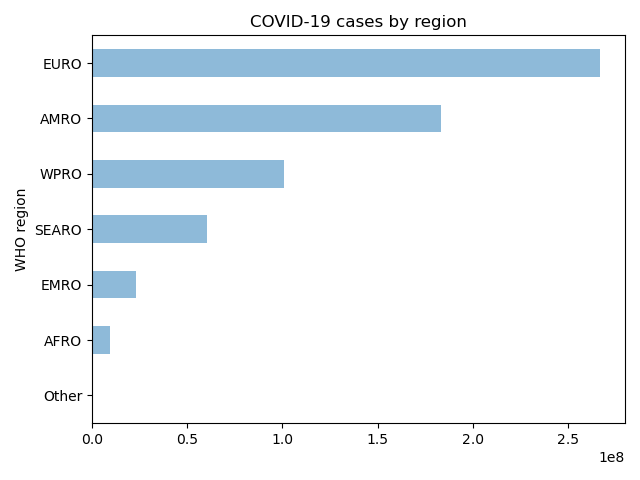 COVID-19 cases by region
WHO region
EURO
AMRO
WPRO
SEARO
EMRO
AFRO
Other
0.0 0.5 1.0 1.5 2.0 2.5
1e8